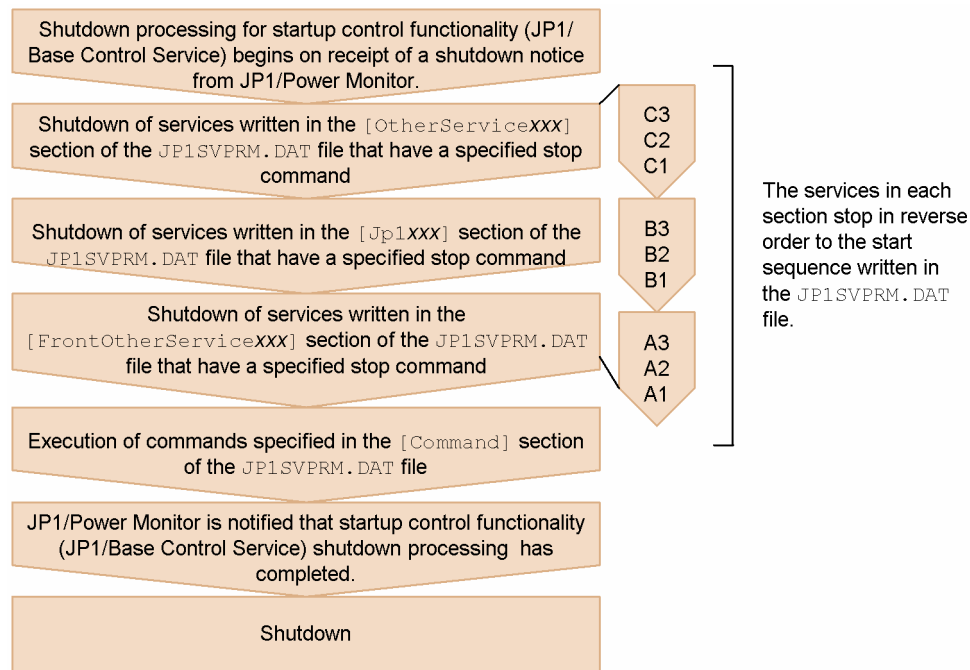 Shutdown processing for startup control functionality (JP1/
Base Control Service) begins on receipt of a shutdown notice
from JP1/Power Monitor.
Shutdown of services written in the [OtherServicexxx]
section of the JP1SVPRM.DAT file that have a specified stop
command
Shutdown of services written in the [Jp1xxx] section of the
JP1SVPRM.DAT file that have a specified stop command
Shutdown of services written in the
[FrontOtherServicexxx] section of the JP1SVPRM.DAT
file that have a specified stop command
Execution of commands specified in the [Command] section
of the JP1SVPRM.DAT file
JP1/Power Monitor is notified that startup control functionality
(JP1/Base Control Service) shutdown processing has
completed.
Shutdown
C3
C2
C1
B3
B2
B1
A3
A2
A1
The services in each
section stop in reverse
order to the start
sequence written in
the JP1SVPRM.DAT
file.